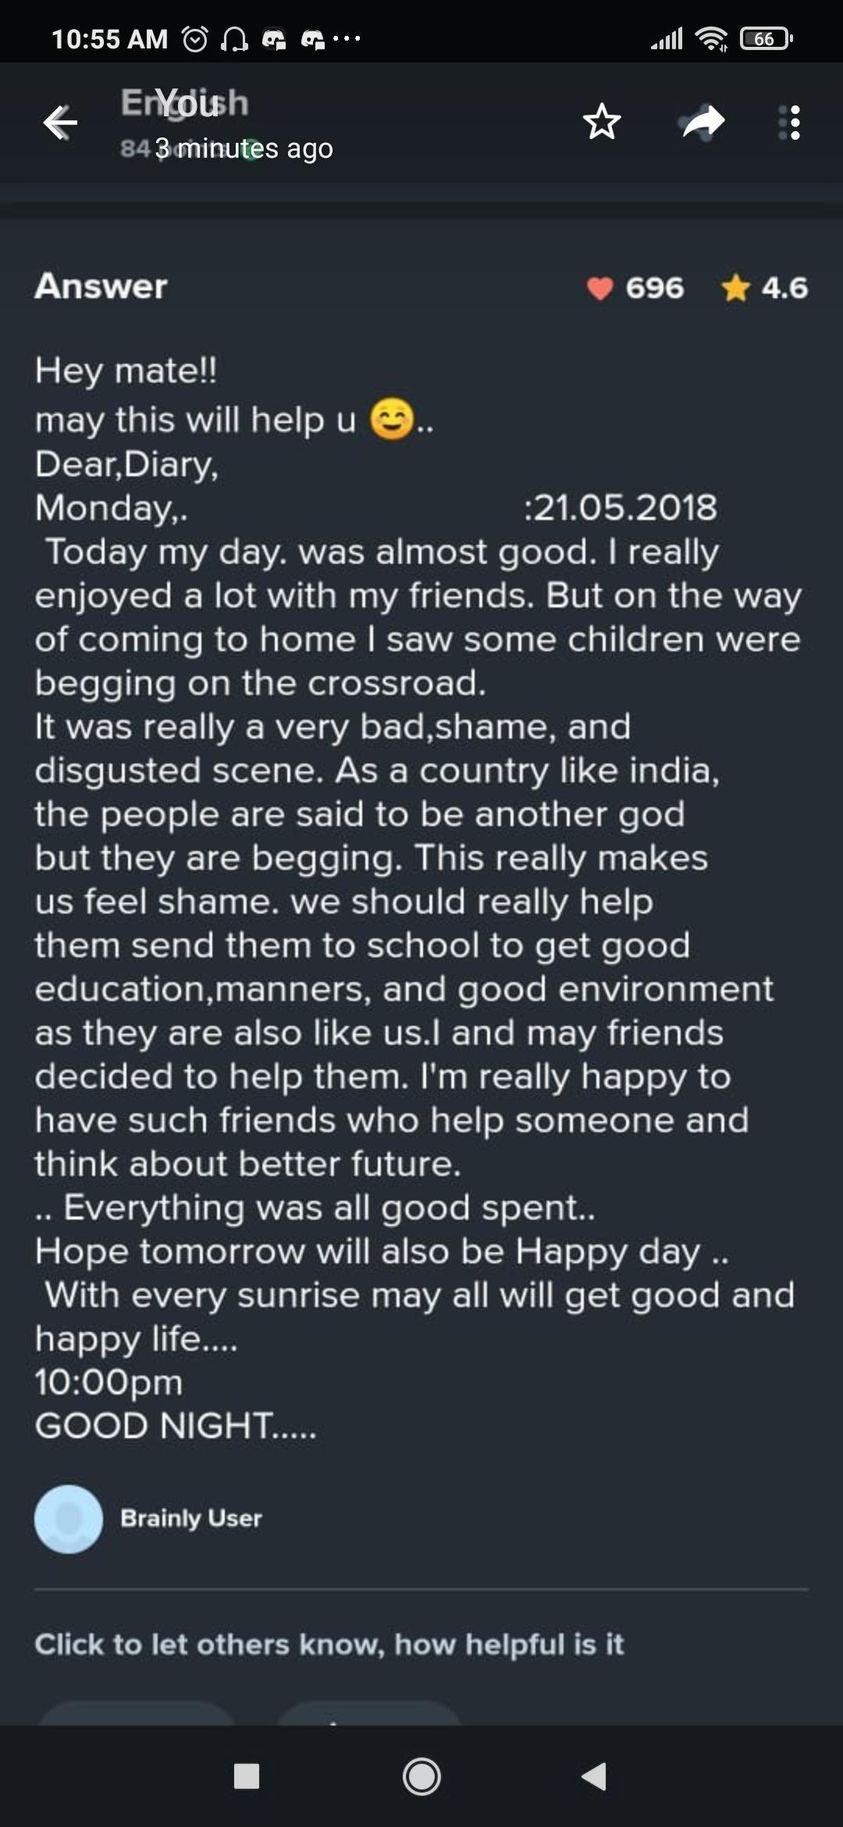 10:55 AM ... 66
English
You
84 points
3 minutes ago
Answer 696 4.6
Hey mate!!
may this will help u 😊..
Dear,Diary,
Monday,. :21.05.2018
Today my day. was almost good. I really
enjoyed a lot with my friends. But on the way
of coming to home I saw some children were
begging on the crossroad.
It was really a very bad,shame, and
disgusted scene. As a country like india,
the people are said to be another god
but they are begging. This really makes
us feel shame. we should really help
them send them to school to get good
education,manners, and good environment
as they are also like us.I and may friends
decided to help them. I'm really happy to
have such friends who help someone and
think about better future.
.. Everything was all good spent..
Hope tomorrow will also be Happy day ..
With every sunrise may all will get good and
happy life....
10:00pm
GOOD NIGHT.....
Brainly User
Click to let others know, how helpful is it